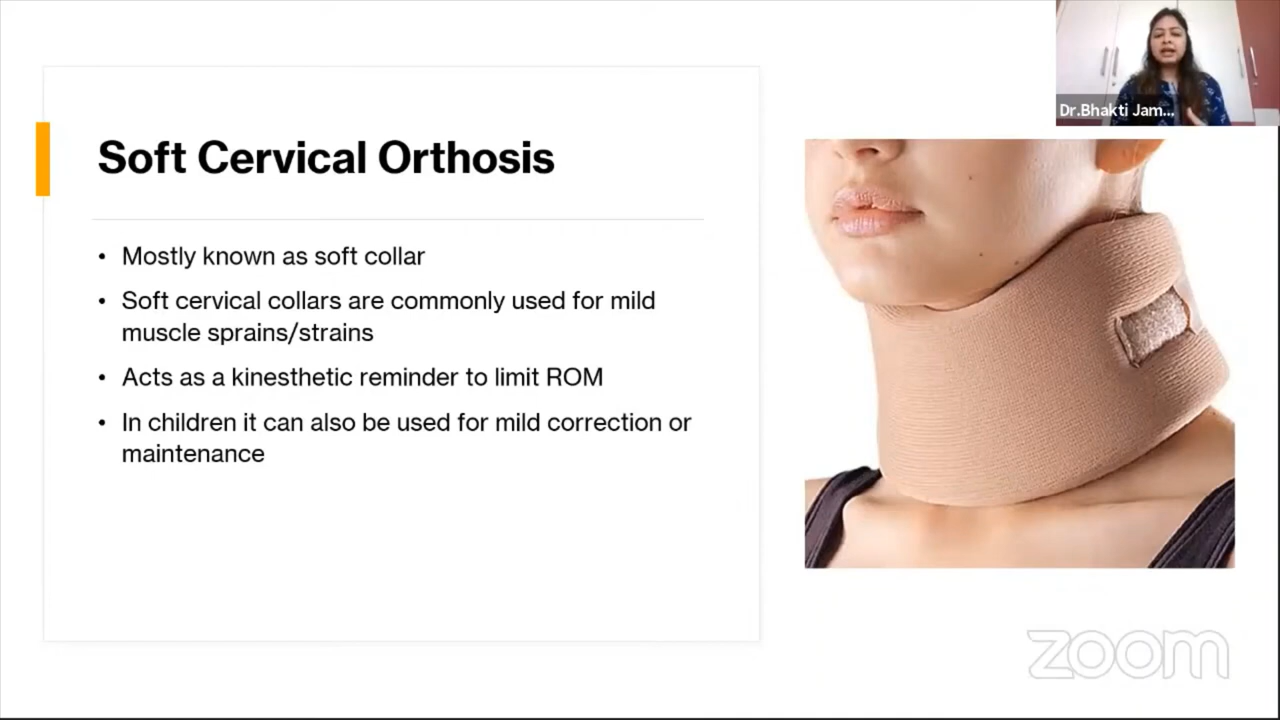 Dr.Bhakti Jam...
Soft Cervical Orthosis
• Mostly known as soft collar
• Soft cervical collars are commonly used for mild
muscle sprains/strains
• Acts as a kinesthetic reminder to limit ROM
• In children it can also be used for mild correction or
maintenance
zoom